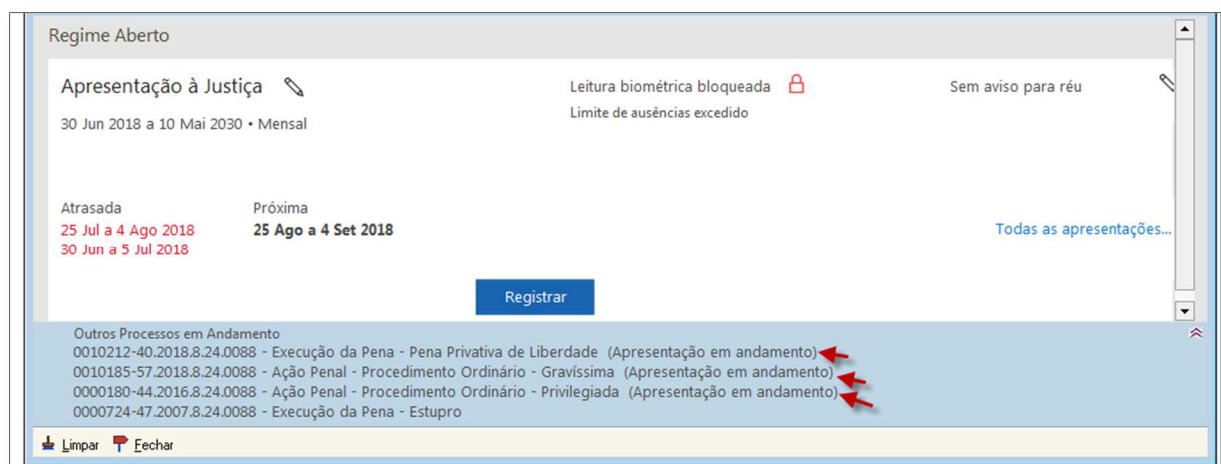 Regime Aberto
Apresentação à Justiça
Leitura biométrica bloqueada
Sem aviso para réu
30 Jun 2018 a 10 Mai 2030 • Mensal
Limite de ausências excedido
Atrasada
Próxima
25 Jul a 4 Ago 2018
25 Ago a 4 Set 2018
Todas as apresentações...
30 Jun a 5 Jul 2018
Registrar
Outros Processos em Andamento
0010212-40.2018.8.24.0088 - Execução da Pena - Pena Privativa de Liberdade (Apresentação em andamento)
0010185-57.2018.8.24.0088 - Ação Penal - Procedimento Ordinário - Gravíssima (Apresentação em andamento)
0000180-44.2016.8.24.0088 - Ação Penal - Procedimento Ordinário - Privilegiada (Apresentação em andamento)
0000724-47.2007.8.24.0088 - Execução da Pena - Estupro
Limpar Fechar